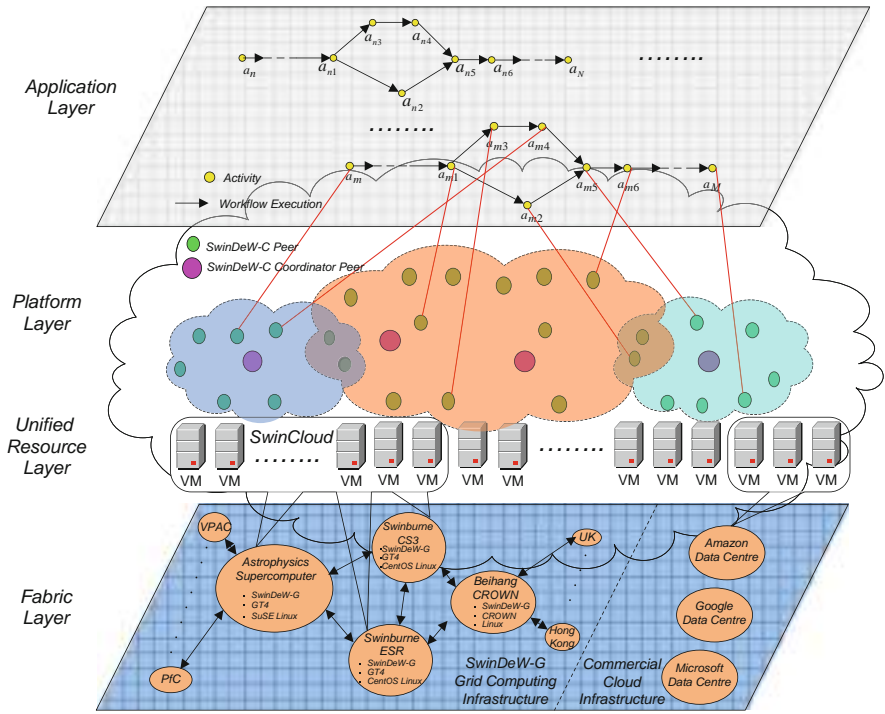 Application
Layer
a_n
a_n1
a_n3
a_n4
a_n2
a_n5
a_n6
a_N
........
........
a_m
a_m1
a_m3
a_m4
a_m2
a_m5
a_m6
a_M
Activity
Workflow Execution
SwinDeW-C Peer
SwinDeW-C Coordinator Peer
Platform
Layer
Unified
Resource
Layer
SwinCloud
........
........
VM VM VM VM VM VM VM VM VM VM VM VM VM
Fabric
Layer
VPAC
Astrophysics
Supercomputer
• SwinDeW-G
• GT4
• SuSE Linux
PfC
Swinburne
CS3
• SwinDeW-G
• GT4
• CentOS Linux
Swinburne
ESR
• SwinDeW-G
• GT4
• CentOS Linux
Beihang
CROWN
• SwinDeW-G
• CROWN
• Linux
UK
Hong
Kong
SwinDeW-G
Grid Computing
Infrastructure
Commercial
Cloud
Infrastructure
Amazon
Data Centre
Google
Data Centre
Microsoft
Data Centre